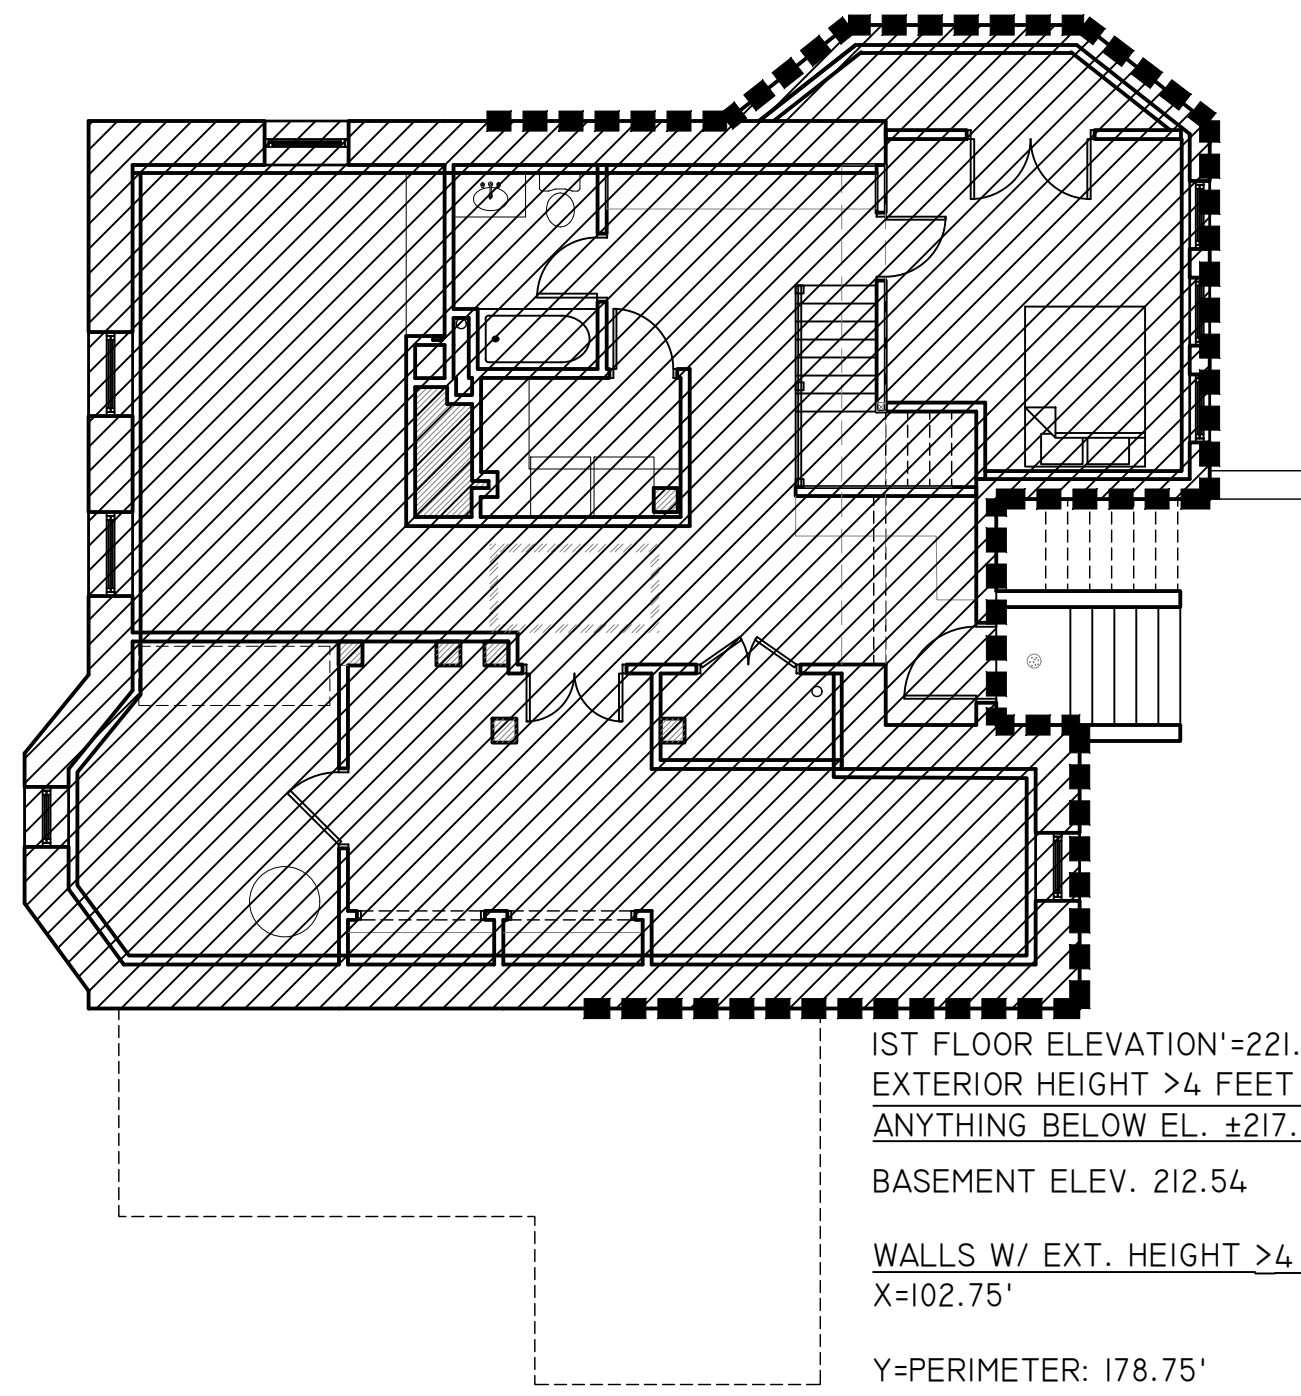 1ST FLOOR ELEVATION'=221.
EXTERIOR HEIGHT >4 FEET
ANYTHING BELOW EL. ±217.
BASEMENT ELEV. 212.54
WALLS W/ EXT. HEIGHT >4
X=102.75'
Y=PERIMETER: 178.75'